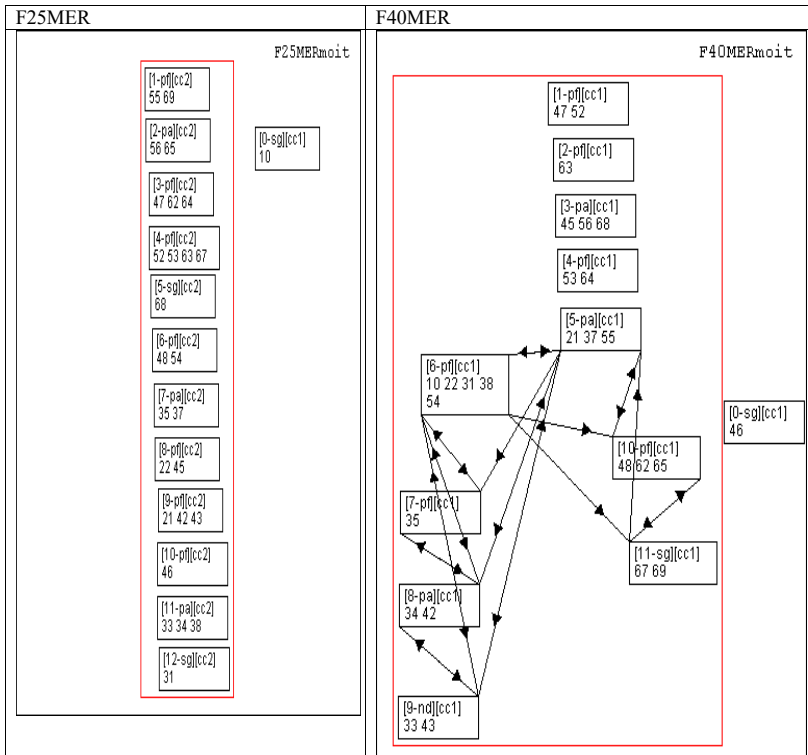 F25MER
F25MERmoit
[1-pf][cc2]
55 69
[2-pa][cc2]
56 65
[0-sg][cc1]
10
[3-pf][cc2]
47 62 64
[4-pf][cc2]
52 53 63 67
[5-sg][cc2]
68
[6-pf][cc2]
48 54
[7-pa][cc2]
35 37
[8-pf][cc2]
22 45
[9-pf][cc2]
21 42 43
[10-pf][cc2]
46
[11-pa][cc2]
33 34 38
[12-sg][cc2]
31
F40MER
F40MERmoit
[1-pf][cc1]
47 52
[2-pf][cc1]
63
[3-pa][cc1]
45 56 68
[4-pf][cc1]
53 64
[5-pa][cc1]
21 37 55
[6-pf][cc1]
10 22 31 38
54
[0-sg][cc1]
46
[10-pf][cc1]
48 62 65
[7-pf][cc1]
35
[11-sg][cc1]
67 69
[8-pa][cc1]
34 42
[9-nd][cc1]
33 43